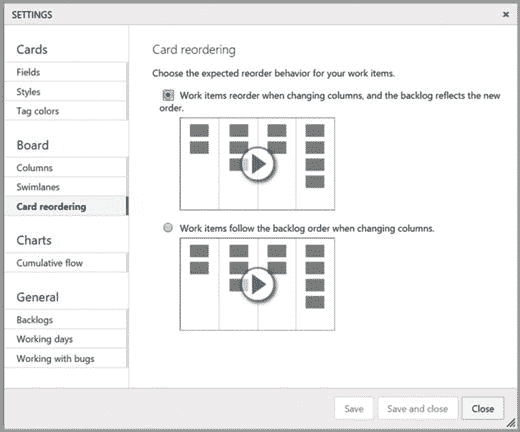 SETTINGS
Cards
Fields
Styles
Tag colors
Board
Columns
Swimlanes
Card reordering
Charts
Cumulative flow
General
Backlogs
Working days
Working with bugs
Card reordering
Choose the expected reorder behavior for your work items.
Work items reorder when changing columns, and the backlog reflects the new
order.
Work items follow the backlog order when changing columns.
Save
Save and close
Close